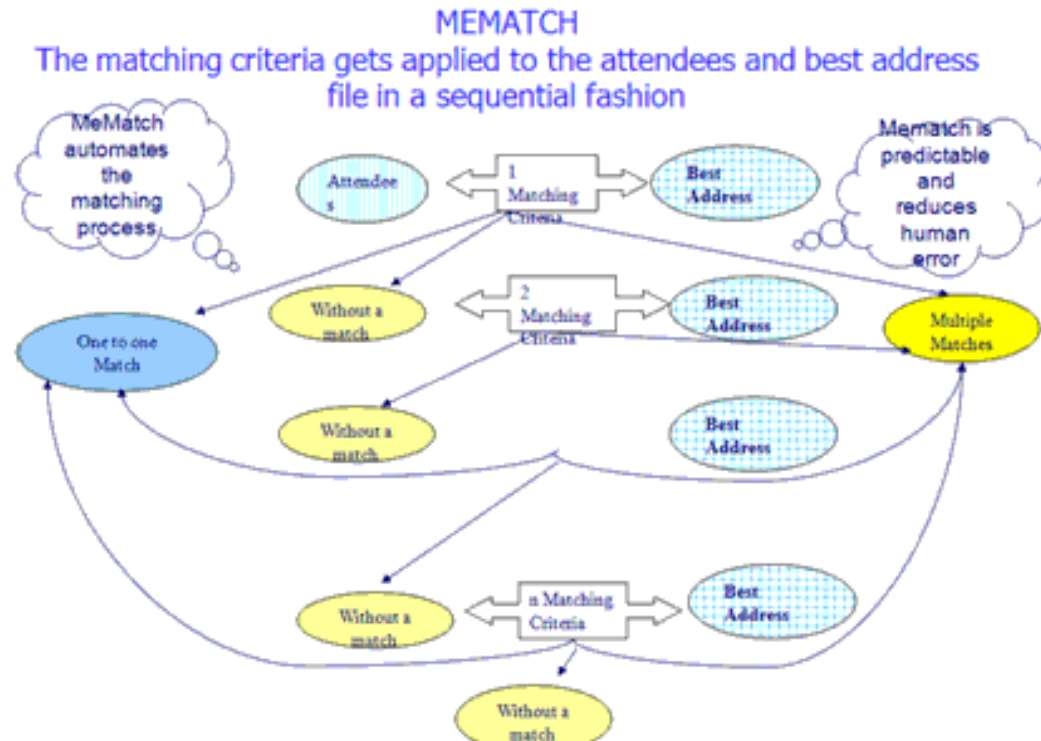 MEMATCH
The matching criteria gets applied to the attendees and best address
file in a sequential fashion
MeMatch
automates
the
matching
process
Mematch is
predictable
and
reduces
human
error
Attendee
s
1
Matching
Criteria
Best
Address
Without a
match
2
Matching
Criteria
Best
Address
One to one
Match
Multiple
Matches
Without a
match
Best
Address
Without a
match
n Matching
Criteria
Best
Address
Without a
match